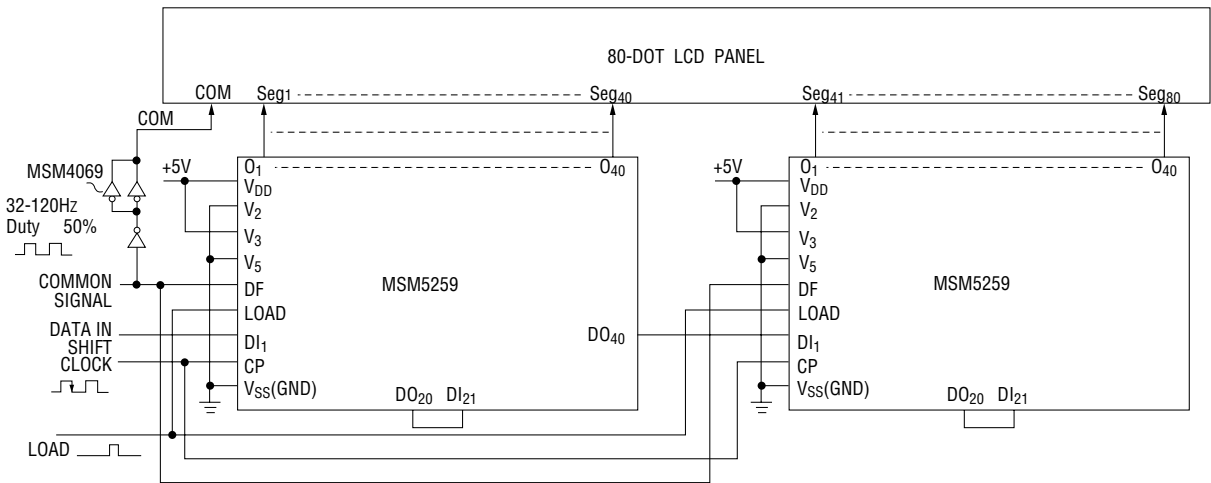 80-DOT LCD PANEL
COM Seg1 Seg40 Seg41 Seg80
COM
MSM4069
32-120Hz
Duty 50%
COMMON
SIGNAL
DATA IN
SHIFT
CLOCK
LOAD
+5V
O1 O40
VDD
V2
V3
V5
DF
LOAD
DI1
CP
VSS(GND)
MSM5259
DO40
DO20 DI21
+5V
O1 O40
VDD
V2
V3
V5
DF
LOAD
DI1
CP
VSS(GND)
MSM5259
DO20 DI21